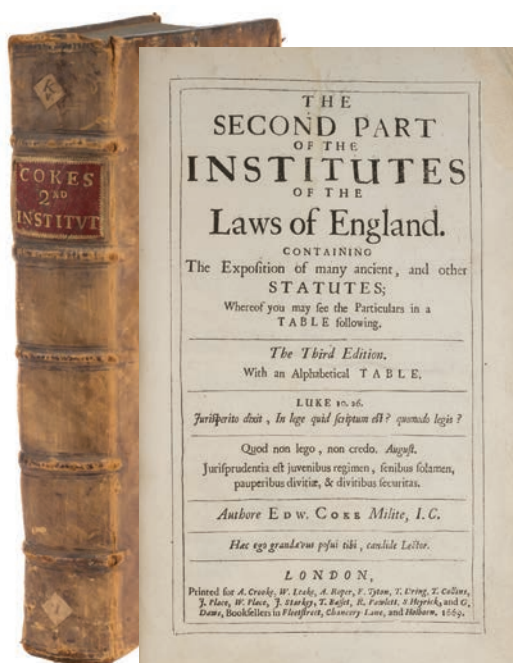 COKES
2ᴬᴰ
INSTITVT
THE
SECOND PART
OF THE
INSTITUTES
OF THE
Laws of England.
CONTAINING
The Expoſition of many ancient, and other
STATUTES;
Whereof you may ſee the Particulars in a
TABLE following.
The Third Edition.
With an Alphabetical TABLE.
LUKE 10. 26.
Juriſperito dixit, In lege quid ſcriptum eſt? quomodo legis?
Quod non lego, non credo. Auguſt.
Juriſprudentia eſt juvenibus regimen, ſenibus ſolamen,
pauperibus divitiæ, & divitibus ſecuritas.
Authore EDW. COKE Milite, I. C.
Hæc ego grandævus poſui tibi, candide Lector.
LONDON,
Printed for A. Crooke, W. Leake, A. Roper, F. Tyton, T. Dring, T. Collins,
J. Place, W. Place, J. Starkey, T. Baſſet, R. Pawlett, S. Heyrick, and G.
Daws, Bookſellers in Fleetſtreet, Chancery Lane, and Holborn. 1669.